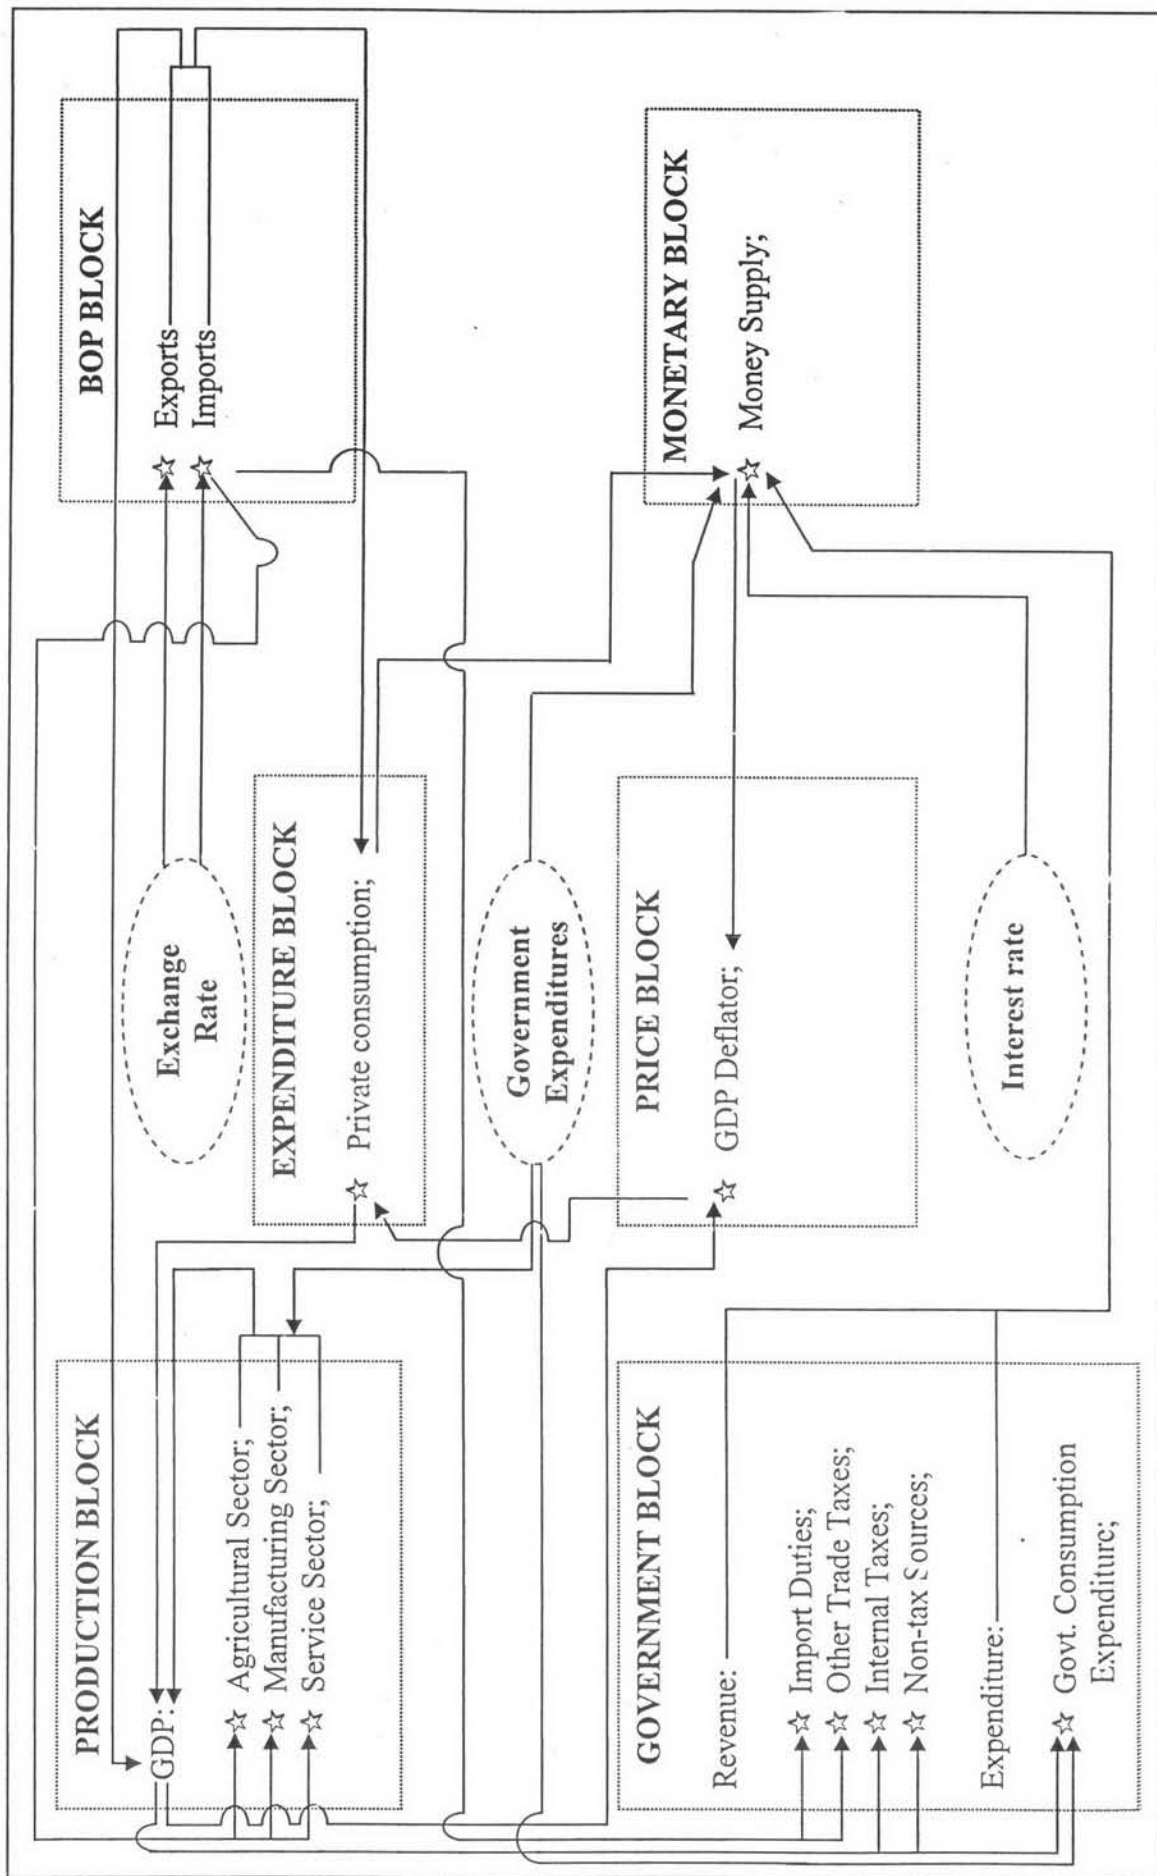 PRODUCTION BLOCK
GDP:
Agricultural Sector;
Manufacturing Sector;
Service Sector;
Exchange
Rate
EXPENDITURE BLOCK
Private consumption;
BOP BLOCK
Exports
Imports
Government
Expenditures
GOVERNMENT BLOCK
Revenue:
Import Duties;
Other Trade Taxes;
Internal Taxes;
Non-tax Sources;
Expenditure:
Govt. Consumption
Expenditure;
PRICE BLOCK
GDP Deflator;
Interest rate
MONETARY BLOCK
Money Supply;